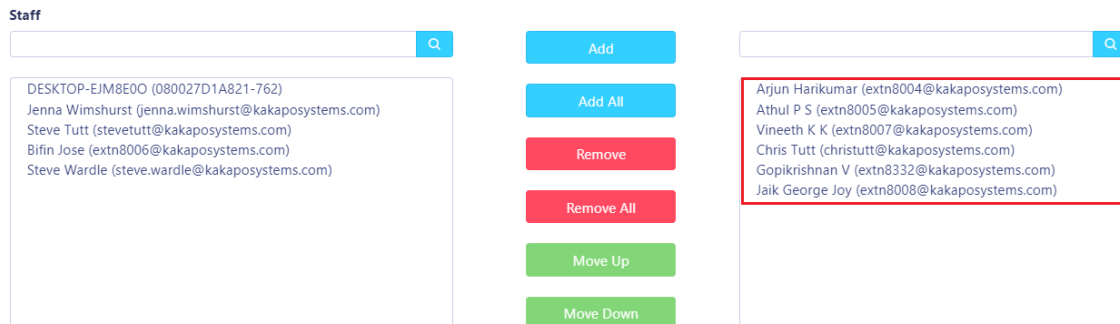 Staff
Add
DESKTOP-EJM8E0O (080027D1A821-762)
Jenna Wimshurst (jenna.wimshurst@kakaposystems.com)
Steve Tutt (stevetutt@kakaposystems.com)
Bifin Jose (extn8006@kakaposystems.com)
Steve Wardle (steve.wardle@kakaposystems.com)
Add All
Remove
Remove All
Move Up
Move Down
Arjun Harikumar (extn8004@kakaposystems.com)
Athul P S (extn8005@kakaposystems.com)
Vineeth K K (extn8007@kakaposystems.com)
Chris Tutt (christutt@kakaposystems.com)
Gopikrishnan V (extn8332@kakaposystems.com)
Jaik George Joy (extn8008@kakaposystems.com)